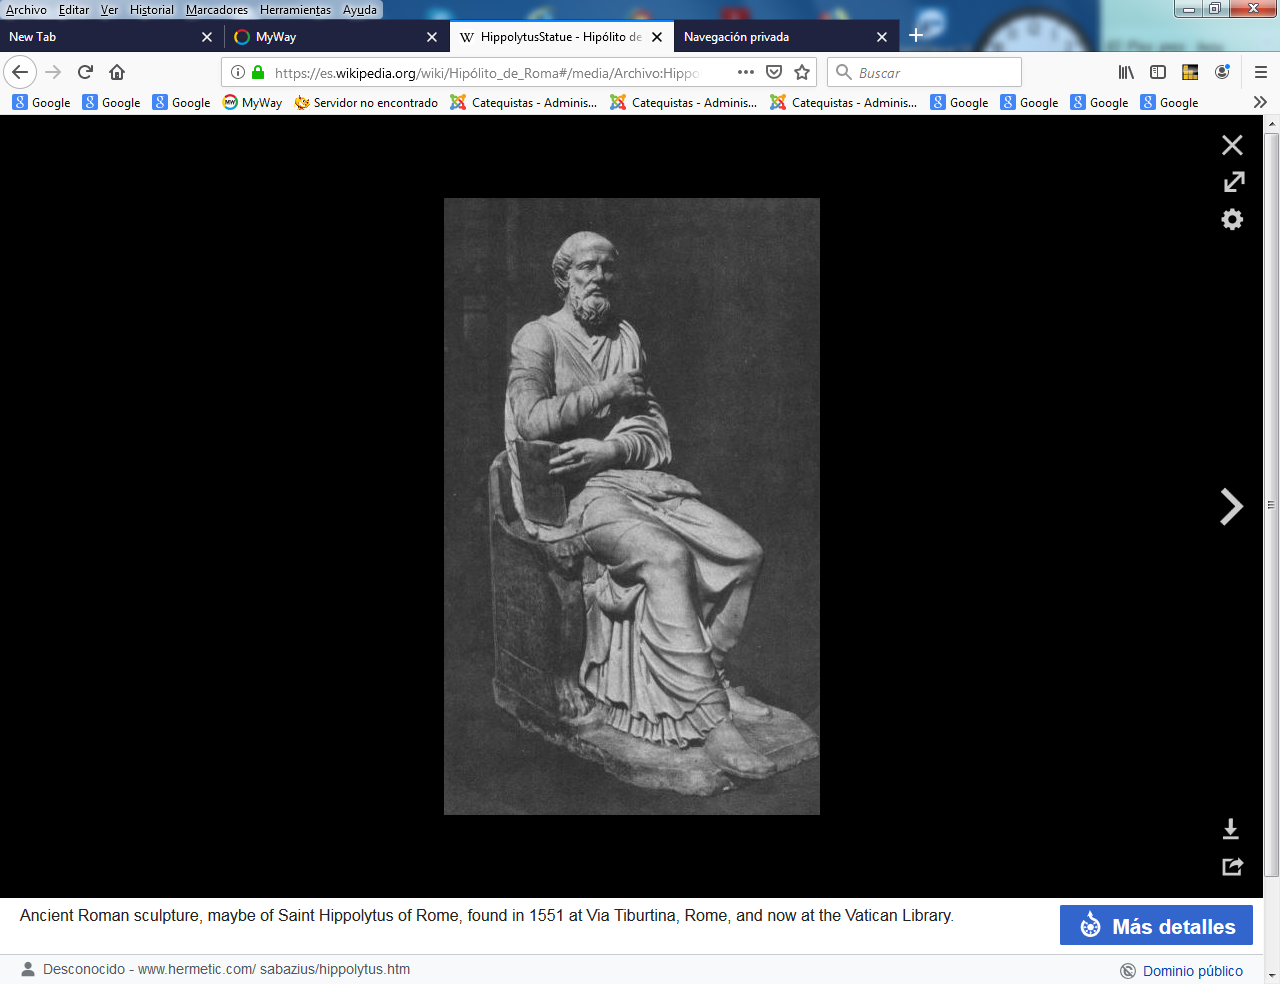 Archivo Editar Ver Historial Marcadores Herramientas Ayuda
New Tab MyWay HippolytusStatue - Hipólito de Navegación privada
https://es.wikipedia.org/wiki/Hipólito_de_Roma#/media/Archivo:Hippo Buscar
Google Google Google MyWay Servidor no encontrado Catequistas - Adminis... Catequistas - Adminis... Catequistas - Adminis... Google Google Google Google
Ancient Roman sculpture, maybe of Saint Hippolytus of Rome, found in 1551 at Via Tiburtina, Rome, and now at the Vatican Library.
Más detalles
Desconocido - www.hermetic.com/ sabazius/hippolytus.htm
Dominio público